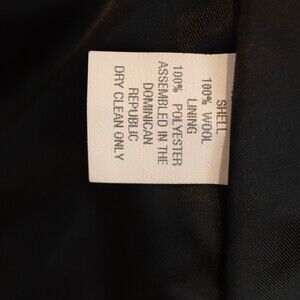 SHELL
100% WOOL
LINING
100% POLYESTER
ASSEMBLED IN THE
DOMINICAN
REPUBLIC
DRY CLEAN ONLY